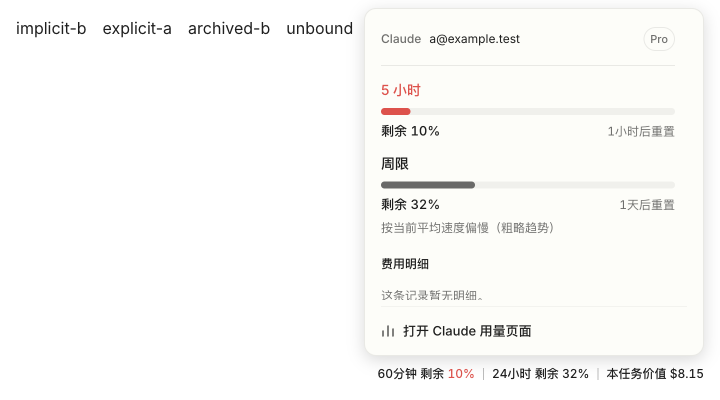 implicit-b explicit-a archived-b unbound
Claude a@example.test Pro
5 小时
剩余 10% 1小时后重置
周限
剩余 32% 1天后重置
按当前平均速度偏慢（粗略趋势）
费用明细
这条记录暂无明细。
打开 Claude 用量页面
60分钟 剩余 10% | 24小时 剩余 32% | 本任务价值 $8.15